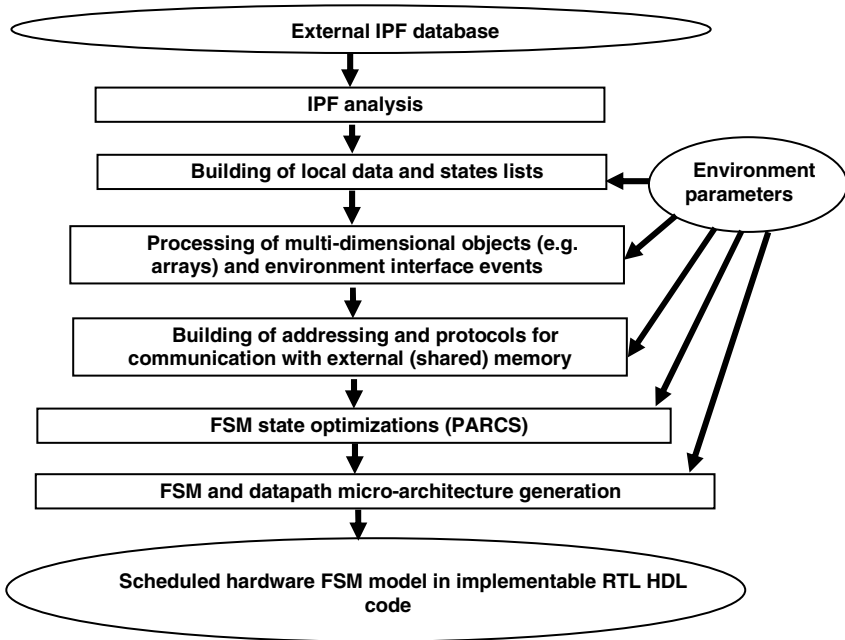 External IPF database
IPF analysis
Building of local data and states lists
Environment
parameters
Processing of multi-dimensional objects (e.g.
arrays) and environment interface events
Building of addressing and protocols for
communication with external (shared) memory
FSM state optimizations (PARCS)
FSM and datapath micro-architecture generation
Scheduled hardware FSM model in implementable RTL HDL
code